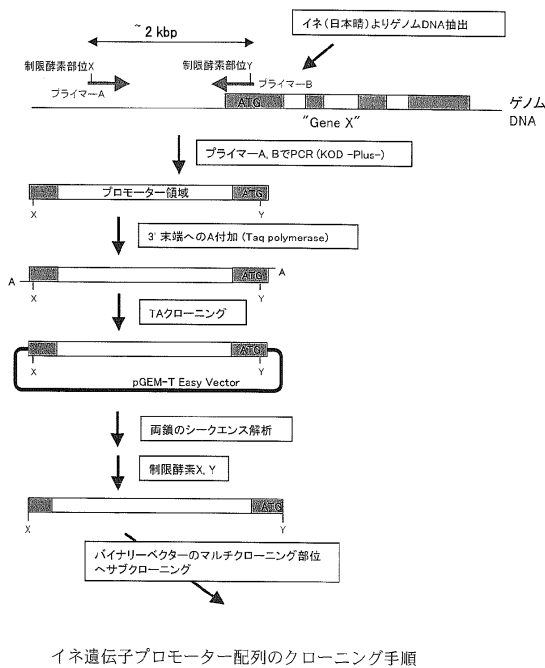 ~ 2 kbp
イネ(日本晴)よりゲノムDNA抽出
制限酵素部位X
制限酵素部位Y
プライマーA
プライマーB
ATG
ゲノム
DNA
"Gene X"
プライマーA, BでPCR (KOD -Plus-)
プロモーター領域
ATG
X
Y
3' 末端へのA付加 (Taq polymerase)
A
ATG
A
X
Y
TAクローニング
ATG
X
Y
pGEM-T Easy Vector
両鎖のシークエンス解析
制限酵素X, Y
ATG
X
Y
バイナリーベクターのマルチクローニング部位
へサブクローニング
イネ遺伝子プロモーター配列のクローニング手順